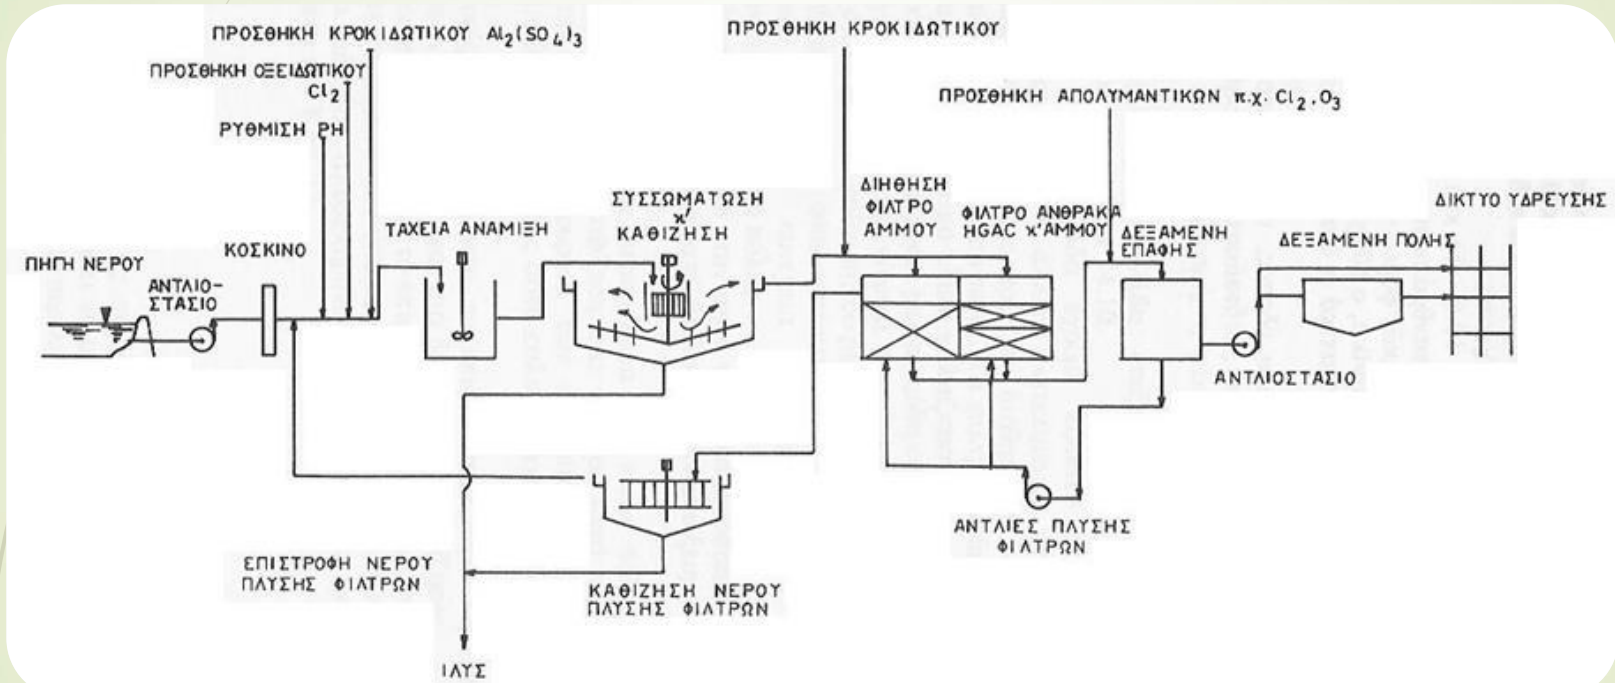 ΠΡΟΣΘΗΚΗ ΚΡΟΚΙΔΩΤΙΚΟΥ Al₂(SO₄)₃
ΠΡΟΣΘΗΚΗ ΟΞΕΙΔΩΤΙΚΟΥ
Cl₂
ΡΥΘΜΙΣΗ PH
ΠΡΟΣΘΗΚΗ ΚΡΟΚΙΔΩΤΙΚΟΥ
ΠΡΟΣΘΗΚΗ ΑΠΟΛΥΜΑΝΤΙΚΩΝ π.χ. Cl₂, O₃
ΠΗΓΗ ΝΕΡΟΥ
ΑΝΤΛΙΟ-
ΣΤΑΣΙΟ
ΚΟΣΚΙΝΟ
ΤΑΧΕΙΑ ΑΝΑΜΙΞΗ
ΣΥΣΣΩΜΑΤΩΣΗ
κ'
ΚΑΘΙΖΗΣΗ
ΔΙΗΘΗΣΗ
ΦΙΛΤΡΟ
ΑΜΜΟΥ
ΦΙΛΤΡΟ ΑΝΘΡΑΚΑ
HGAC κ' ΑΜΜΟΥ
ΔΕΞΑΜΕΝΗ
ΕΠΑΦΗΣ
ΔΕΞΑΜΕΝΗ ΠΟΛΗΣ
ΔΙΚΤΥΟ ΥΔΡΕΥΣΗΣ
ΑΝΤΛΙΟΣΤΑΣΙΟ
ΑΝΤΛΙΕΣ ΠΛΥΣΗΣ
ΦΙΛΤΡΩΝ
ΕΠΙΣΤΡΟΦΗ ΝΕΡΟΥ
ΠΛΥΣΗΣ ΦΙΛΤΡΩΝ
ΚΑΘΙΖΗΣΗ ΝΕΡΟΥ
ΠΛΥΣΗΣ ΦΙΛΤΡΩΝ
ΙΛΥΣ